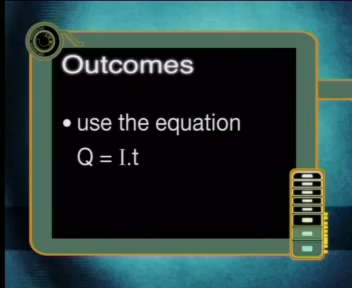 Outcomes
• use the equation
Q = I.t